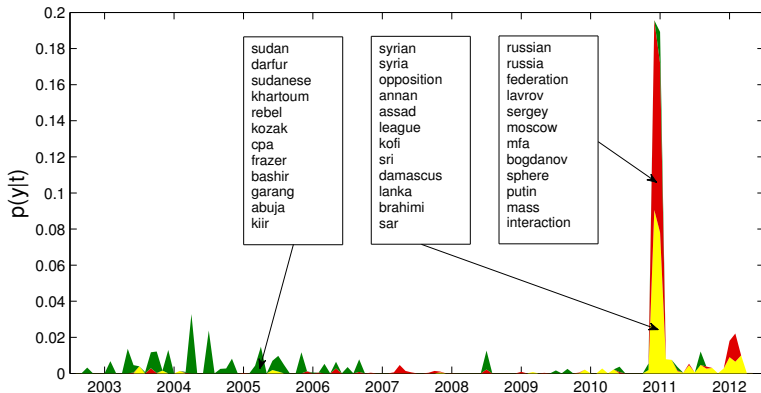 0.2
0.18
0.16
0.14
0.12
0.1
0.08
0.06
0.04
0.02
0
p(y|t)
sudan
darfur
sudanese
khartoum
rebel
kozak
cpa
frazer
bashir
garang
abuja
kiir
syrian
syria
opposition
annan
assad
league
kofi
sri
damascus
lanka
brahimi
sar
russian
russia
federation
lavrov
sergey
moscow
mfa
bogdanov
sphere
putin
mass
interaction
2003 2004 2005 2006 2007 2008 2009 2010 2011 2012